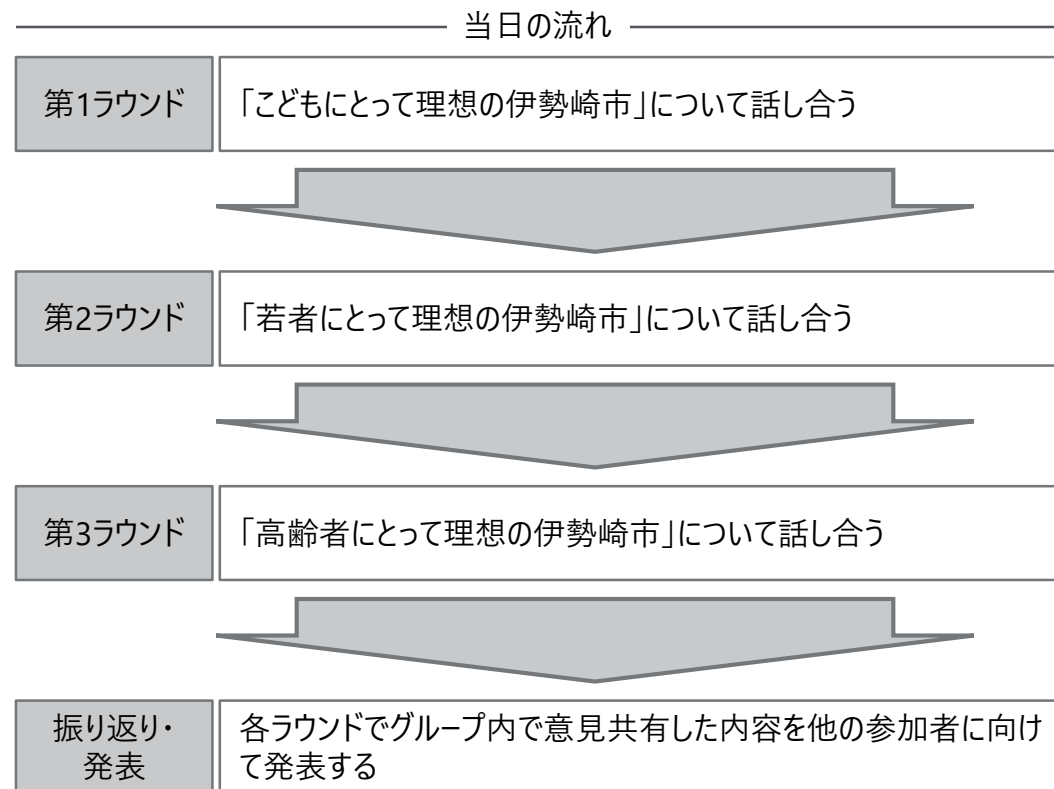 当日の流れ
第1ラウンド
「こどもにとって理想の伊勢崎市」について話し合う
第2ラウンド
「若者にとって理想の伊勢崎市」について話し合う
第3ラウンド
「高齢者にとって理想の伊勢崎市」について話し合う
振り返り・
発表
各ラウンドでグループ内で意見共有した内容を他の参加者に向け
て発表する